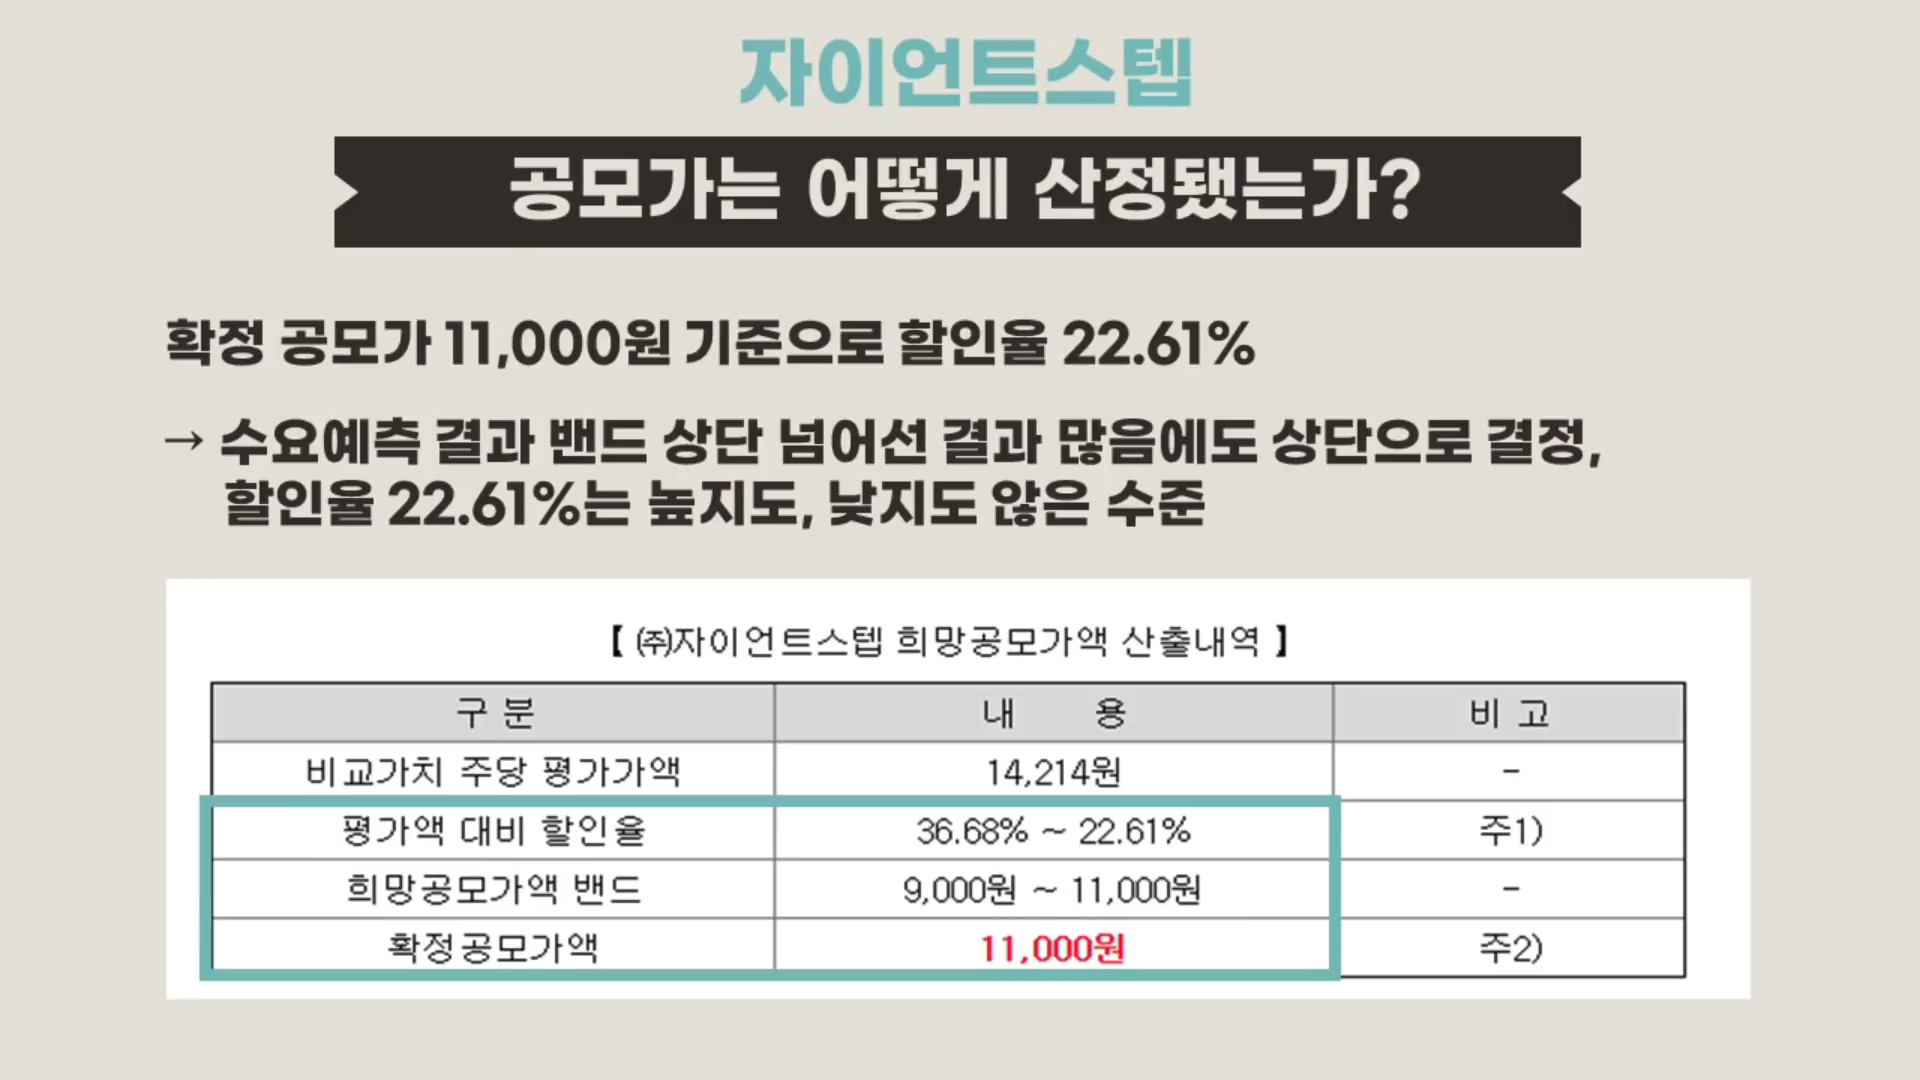 자이언트스텝
공모가는 어떻게 산정됐는가?
확정 공모가 11,000원 기준으로 할인율 22.61%
→ 수요예측 결과 밴드 상단 넘어선 결과 많음에도 상단으로 결정,
할인율 22.61%는 높지도, 낮지도 않은 수준
【 ㈜자이언트스텝 희망공모가액 산출내역 】
구 분 내 용 비 고
비교가치 주당 평가가액 14,214원 -
평가액 대비 할인율 36.68% ~ 22.61% 주1)
희망공모가액 밴드 9,000원 ~ 11,000원 -
확정공모가액 11,000원 주2)